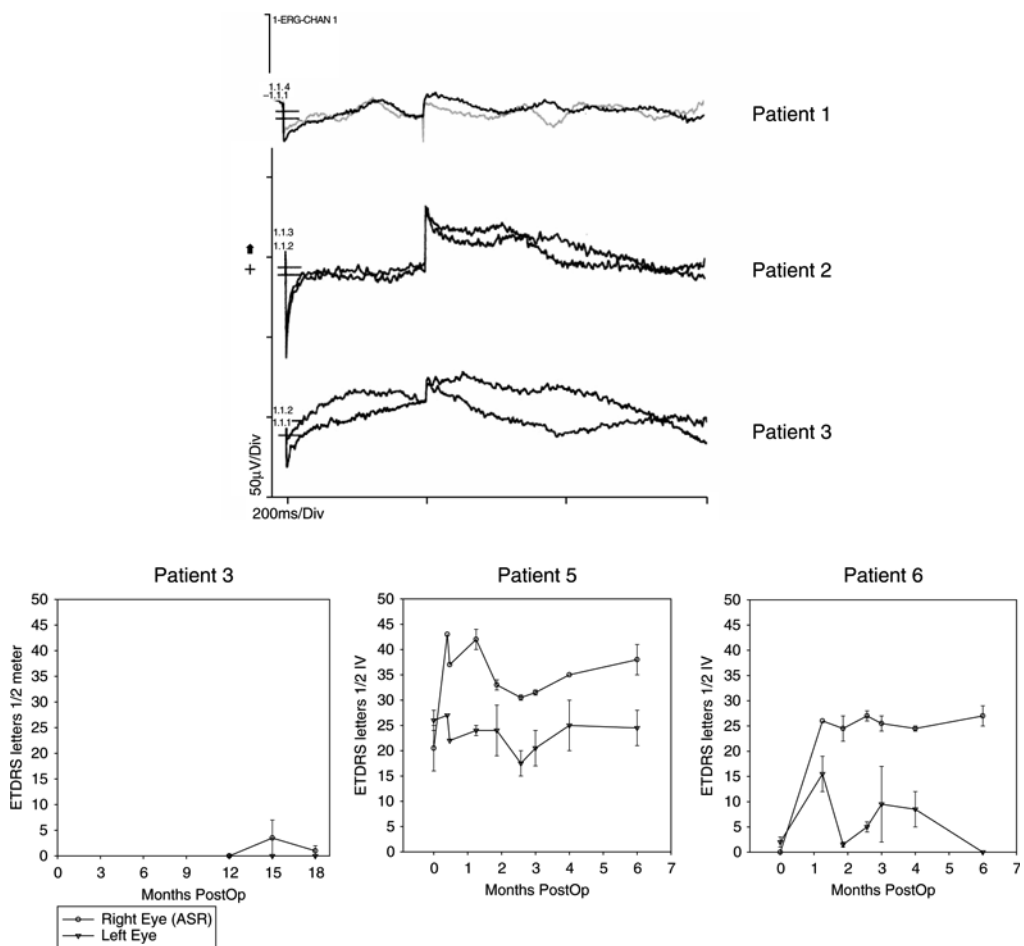 1-ERG-CHAN 1
1.1.4
–1.1.1
Patient 1
1.1.3
1.1.2
+
Patient 2
1.1.2
1.1.1
Patient 3
50µV/Div
200ms/Div
Patient 3
Patient 5
Patient 6
ETDRS letters 1/2 meter
50
45
40
35
30
25
20
15
10
5
0
0 3 6 9 12 15 18
Months PostOp
ETDRS letters 1/2 IV
50
45
40
35
30
25
20
15
10
5
0
0 1 2 3 4 5 6 7
Months PostOp
ETDRS letters 1/2 IV
50
45
40
35
30
25
20
15
10
5
0
0 1 2 3 4 5 6 7
Months PostOp
Right Eye (ASR)
Left Eye